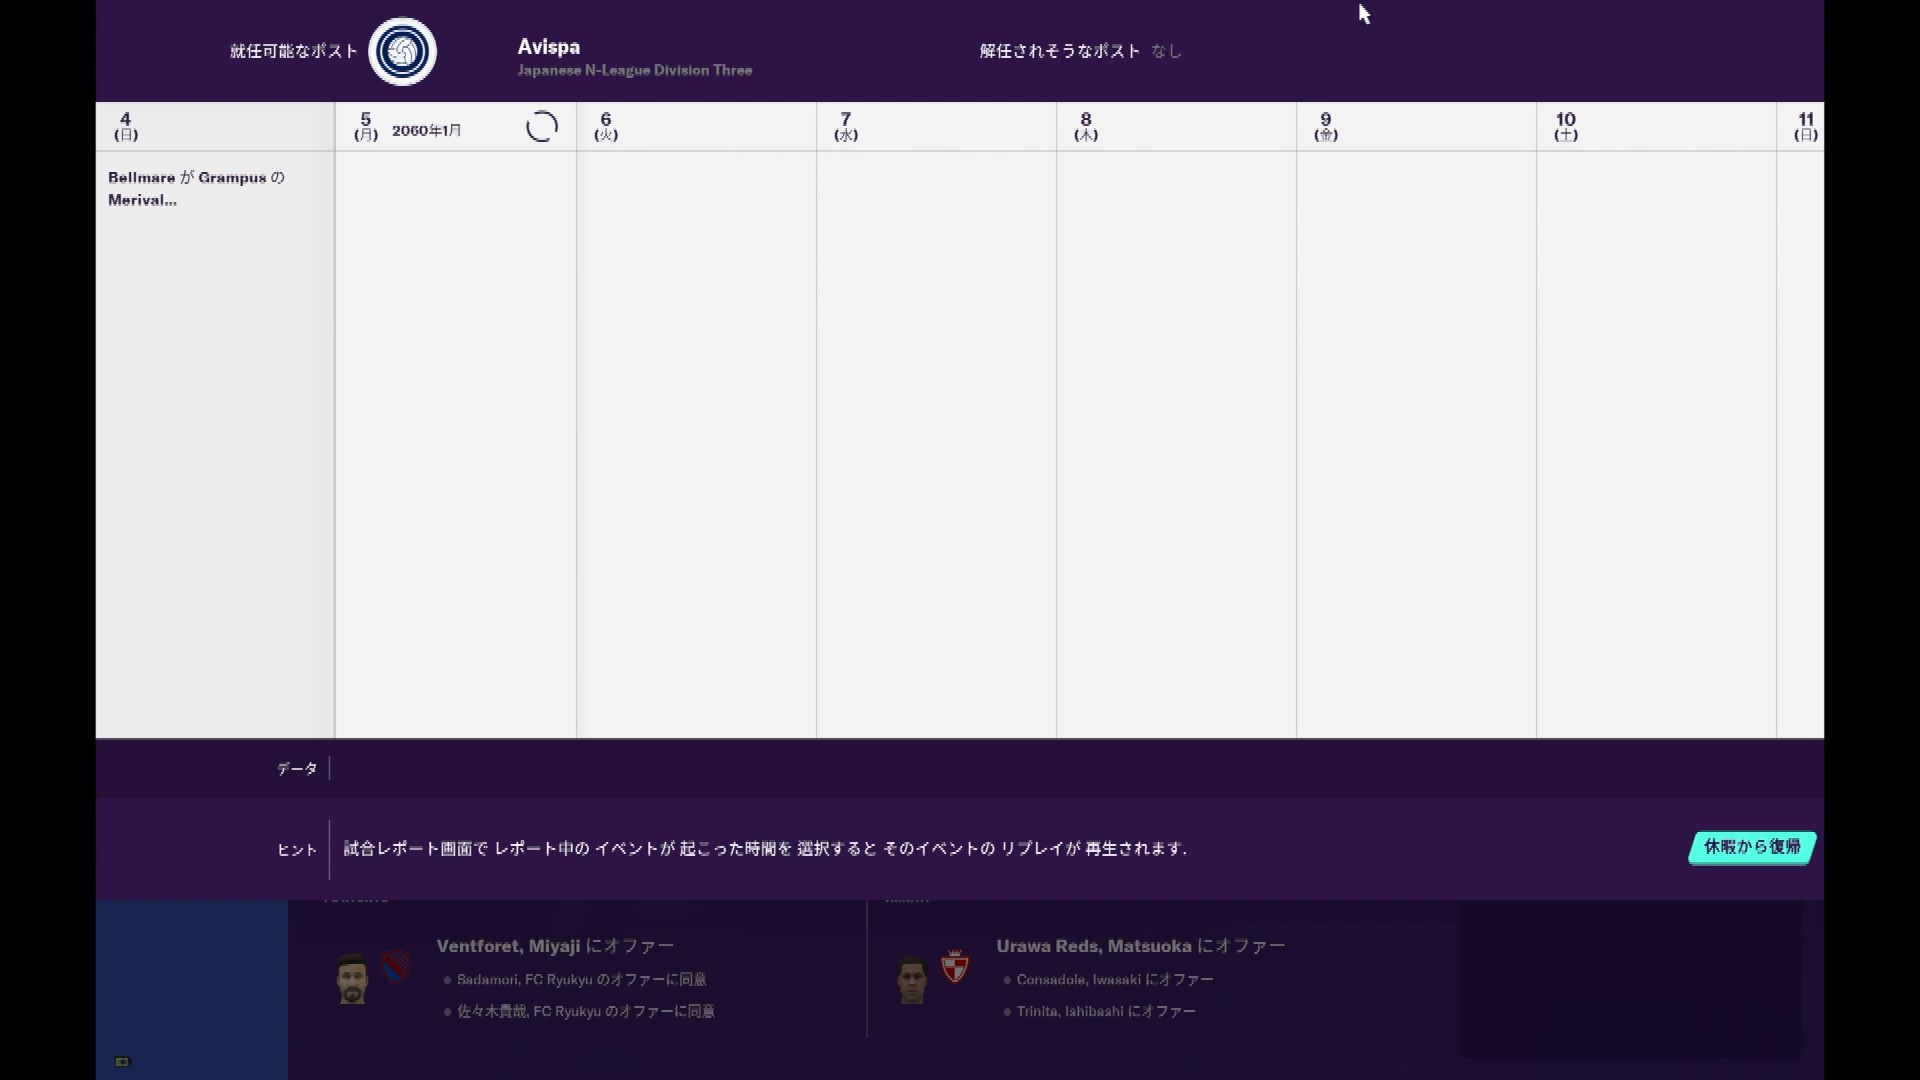 就任可能なポスト
Avispa
Japanese N-League Division Three
解任されそうなポスト なし
4
(日)
5
(月) 2060年1月
6
(火)
7
(水)
8
(木)
9
(金)
10
(土)
11
(日)
Bellmare が Grampus の
Merival...
データ
ヒント
試合レポート画面で レポート中の イベントが 起こった時間を 選択すると そのイベントの リプレイが 再生されます.
休暇から復帰
Ventforet, Miyaji にオファー
Sadamori, FC Ryukyu のオファーに同意
佐々木貴哉, FC Ryukyu のオファーに同意
Urawa Reds, Matsuoka にオファー
Consadole, Iwasaki にオファー
Trinita, Ishibashi にオファー